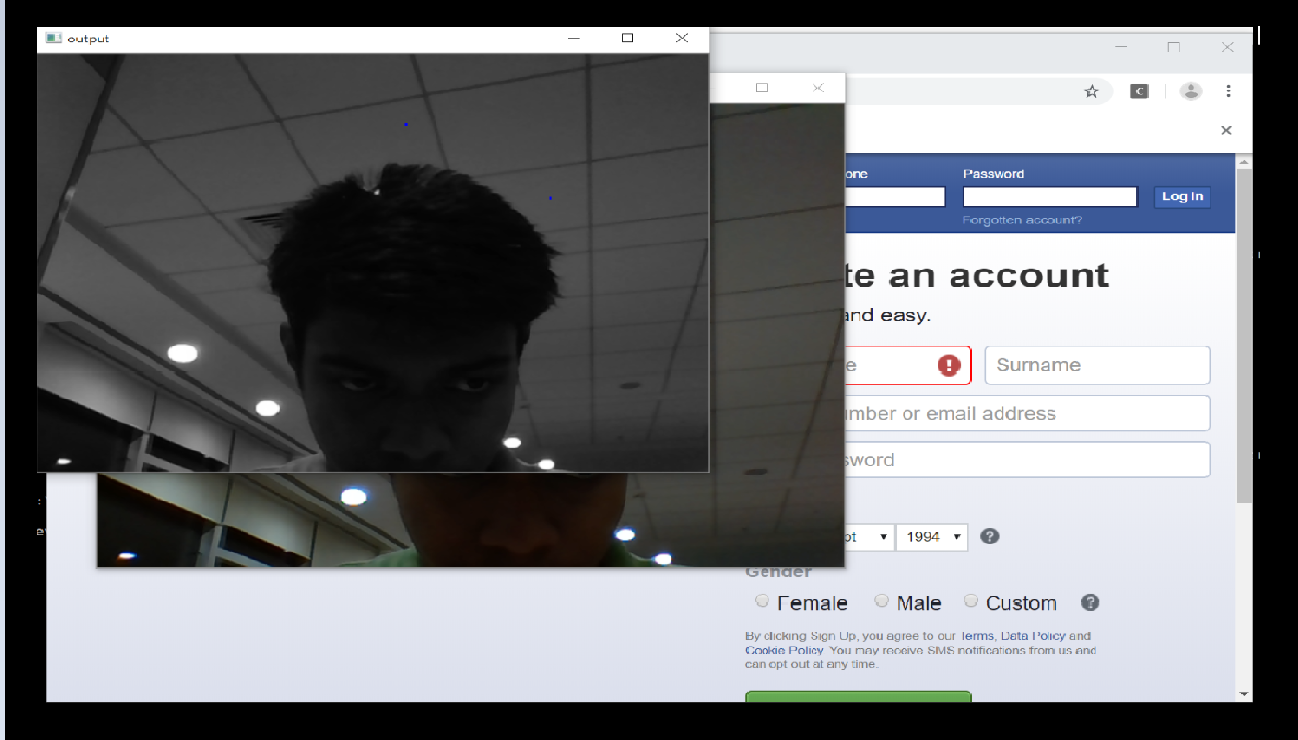 output
one
Password
Log In
Forgotten account?
te an account
and easy.
e
Surname
mber or email address
sword
1994
Gender
Female Male Custom
By clicking Sign Up, you agree to our Terms, Data Policy and
Cookie Policy. You may receive SMS notifications from us and
can opt out at any time.